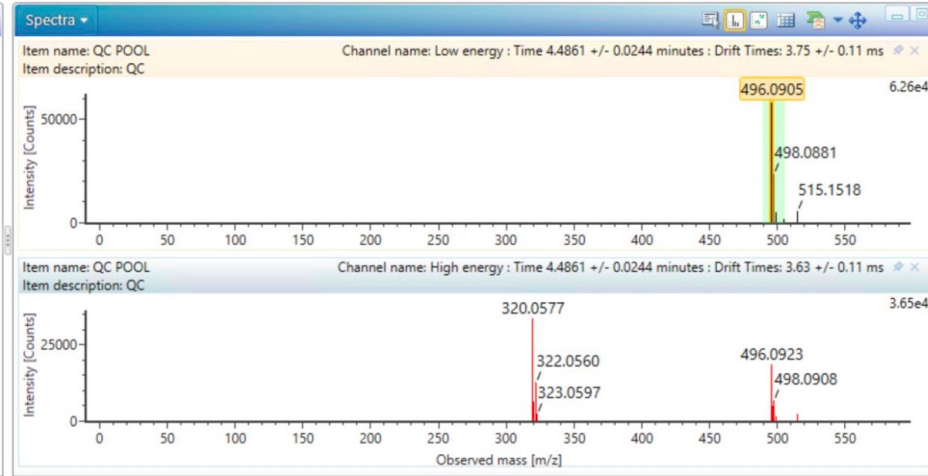 Spectra
Item name: QC POOL Channel name: Low energy : Time 4.4861 +/- 0.0244 minutes : Drift Times: 3.75 +/- 0.11 ms
Item description: QC
6.26e4
496.0905
50000
498.0881
515.1518
0
Intensity [Counts]
0 50 100 150 200 250 300 350 400 450 500 550
Item name: QC POOL Channel name: High energy : Time 4.4861 +/- 0.0244 minutes : Drift Times: 3.63 +/- 0.11 ms
Item description: QC
3.65e4
320.0577
25000
322.0560
323.0597
496.0923
498.0908
0
Intensity [Counts]
0 50 100 150 200 250 300 350 400 450 500 550
Observed mass [m/z]